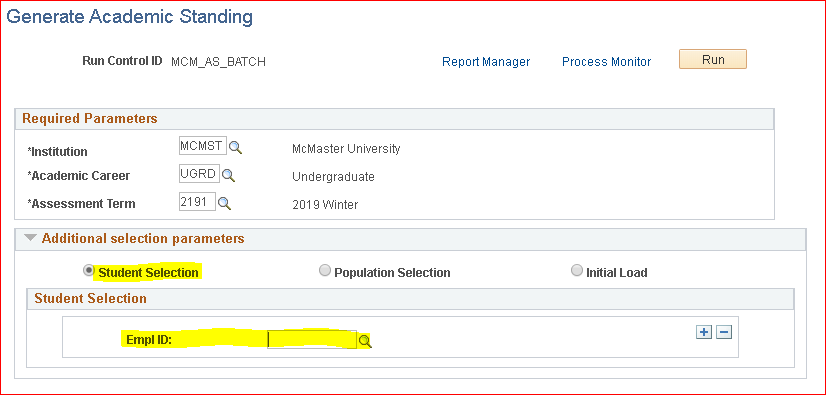 Generate Academic Standing
Run Control ID MCM_AS_BATCH Report Manager Process Monitor Run
Required Parameters
*Institution MCMST McMaster University
*Academic Career UGRD Undergraduate
*Assessment Term 2191 2019 Winter
Additional selection parameters
Student Selection Population Selection Initial Load
Student Selection
Empl ID: